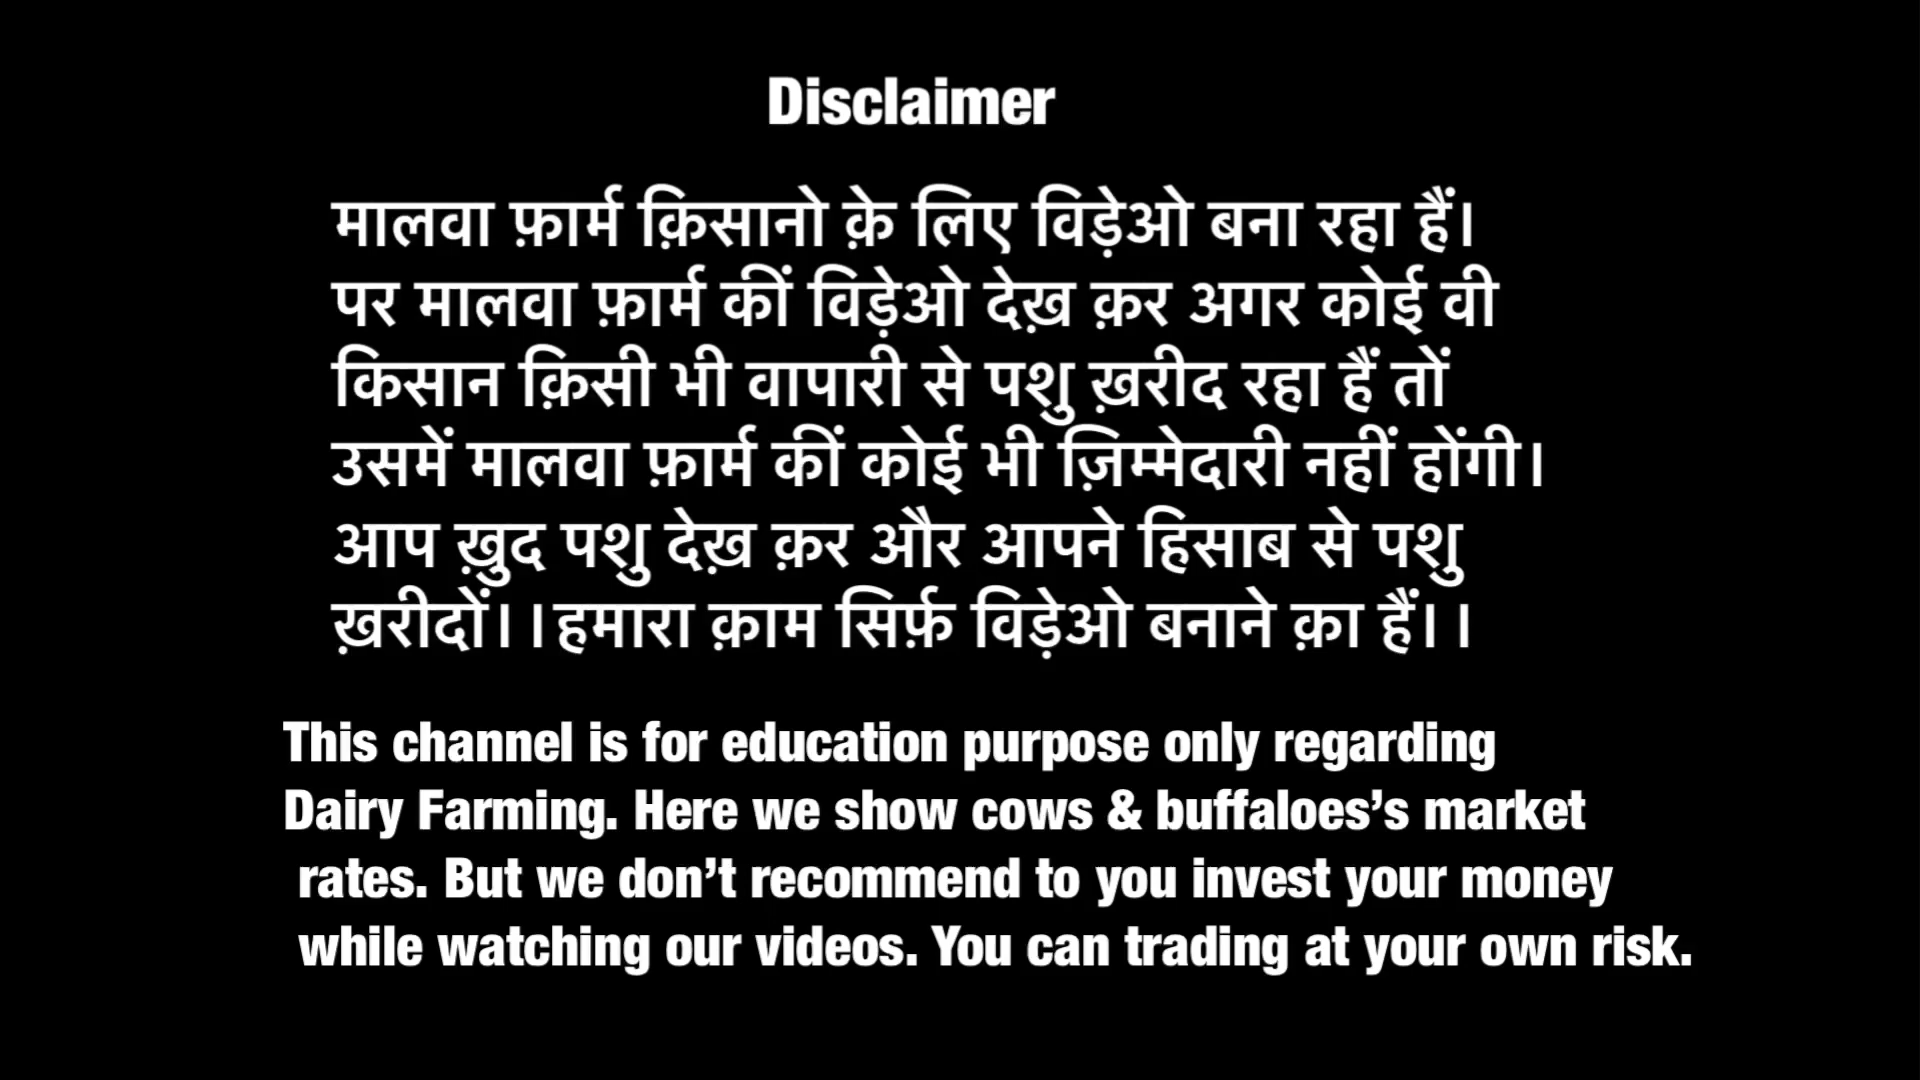 Disclaimer
मालवा फ़ार्म क़िसानो क़े लिए विड़ेओ बना रहा हैं।
पर मालवा फ़ार्म कीं विड़ेओ देख़ क़र अगर कोई वी
किसान क़िसी भी वापारी से पशु ख़रीद रहा हैं तों
उसमें मालवा फ़ार्म कीं कोई भी ज़िम्मेदारी नहीं होंगी।
आप ख़ुद पशु देख़ क़र और आपने हिसाब से पशु
ख़रीदों।।हमारा क़ाम सिर्फ़ विड़ेओ बनाने क़ा हैं।।
This channel is for education purpose only regarding
Dairy Farming. Here we show cows & buffaloes’s market
rates. But we don’t recommend to you invest your money
while watching our videos. You can trading at your own risk.